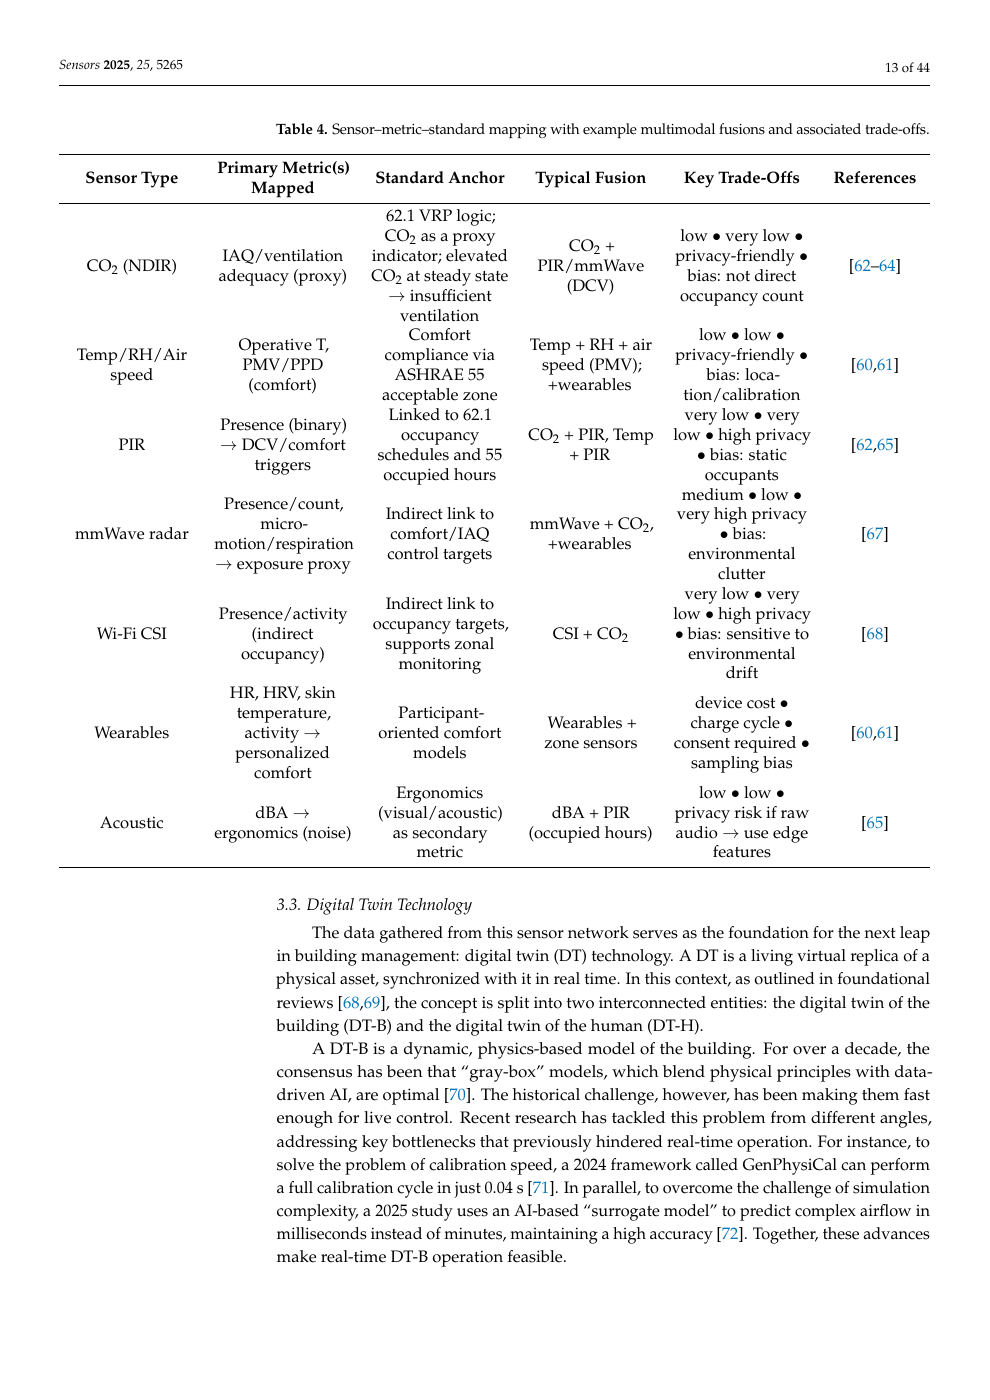 Sensors 2025, 25, 5265
13 of 44
Table 4. Sensor–metric–standard mapping with example multimodal fusions and associated trade-offs.
Sensor Type
Primary Metric(s)
Mapped
Standard Anchor
Typical Fusion
Key Trade-Offs
References
CO2 (NDIR)
IAQ/ventilation
adequacy (proxy)
62.1 VRP logic;
CO2 as a proxy
indicator; elevated
CO2 at steady state
→ insufficient
ventilation
CO2 +
PIR/mmWave
(DCV)
low ● very low ●
privacy-friendly ●
bias: not direct
occupancy count
[62–64]
Temp/RH/Air
speed
Operative T,
PMV/PPD
(comfort)
Comfort
compliance via
ASHRAE 55
acceptable zone
Temp + RH + air
speed (PMV);
+wearables
low ● low ●
privacy-friendly ●
bias: loca-
tion/calibration
[60,61]
PIR
Presence (binary)
→ DCV/comfort
triggers
Linked to 62.1
occupancy
schedules and 55
occupied hours
CO2 + PIR, Temp
+ PIR
very low ● very
low ● high privacy
● bias: static
occupants
[62,65]
mmWave radar
Presence/count,
micro-
motion/respiration
→ exposure proxy
Indirect link to
comfort/IAQ
control targets
mmWave + CO2,
+wearables
medium ● low ●
very high privacy
● bias:
environmental
clutter
[67]
Wi-Fi CSI
Presence/activity
(indirect
occupancy)
Indirect link to
occupancy targets,
supports zonal
monitoring
CSI + CO2
very low ● very
low ● high privacy
● bias: sensitive to
environmental
drift
[68]
Wearables
HR, HRV, skin
temperature,
activity →
personalized
comfort
Participant-
oriented comfort
models
Wearables +
zone sensors
device cost ●
charge cycle ●
consent required ●
sampling bias
[60,61]
Acoustic
dBA →
ergonomics (noise)
Ergonomics
(visual/acoustic)
as secondary
metric
dBA + PIR
(occupied hours)
low ● low ●
privacy risk if raw
audio → use edge
features
[65]
3.3. Digital Twin Technology
The data gathered from this sensor network serves as the foundation for the next leap
in building management: digital twin (DT) technology. A DT is a living virtual replica of a
physical asset, synchronized with it in real time. In this context, as outlined in foundational
reviews [68,69], the concept is split into two interconnected entities: the digital twin of the
building (DT-B) and the digital twin of the human (DT-H).
A DT-B is a dynamic, physics-based model of the building. For over a decade, the
consensus has been that “gray-box” models, which blend physical principles with data-
driven AI, are optimal [70]. The historical challenge, however, has been making them fast
enough for live control. Recent research has tackled this problem from different angles,
addressing key bottlenecks that previously hindered real-time operation. For instance, to
solve the problem of calibration speed, a 2024 framework called GenPhysiCal can perform
a full calibration cycle in just 0.04 s [71]. In parallel, to overcome the challenge of simulation
complexity, a 2025 study uses an AI-based “surrogate model” to predict complex airflow in
milliseconds instead of minutes, maintaining a high accuracy [72]. Together, these advances
make real-time DT-B operation feasible.